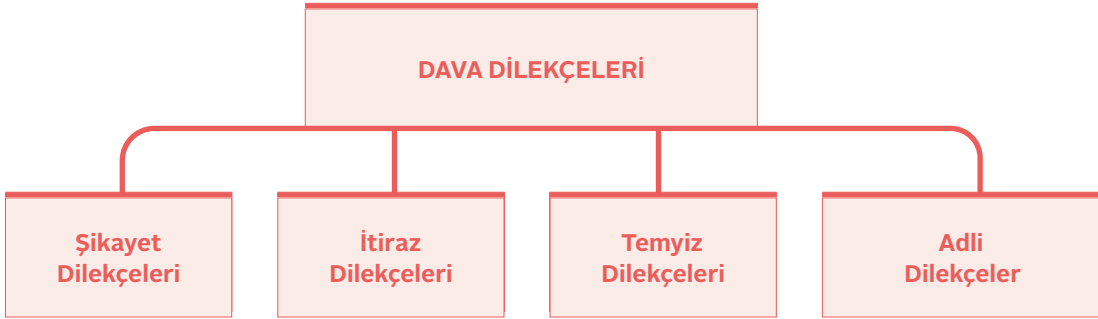 DAVA DİLEKÇELERİ
Şikayet
Dilekçeleri
İtiraz
Dilekçeleri
Temyiz
Dilekçeleri
Adli
Dilekçeler